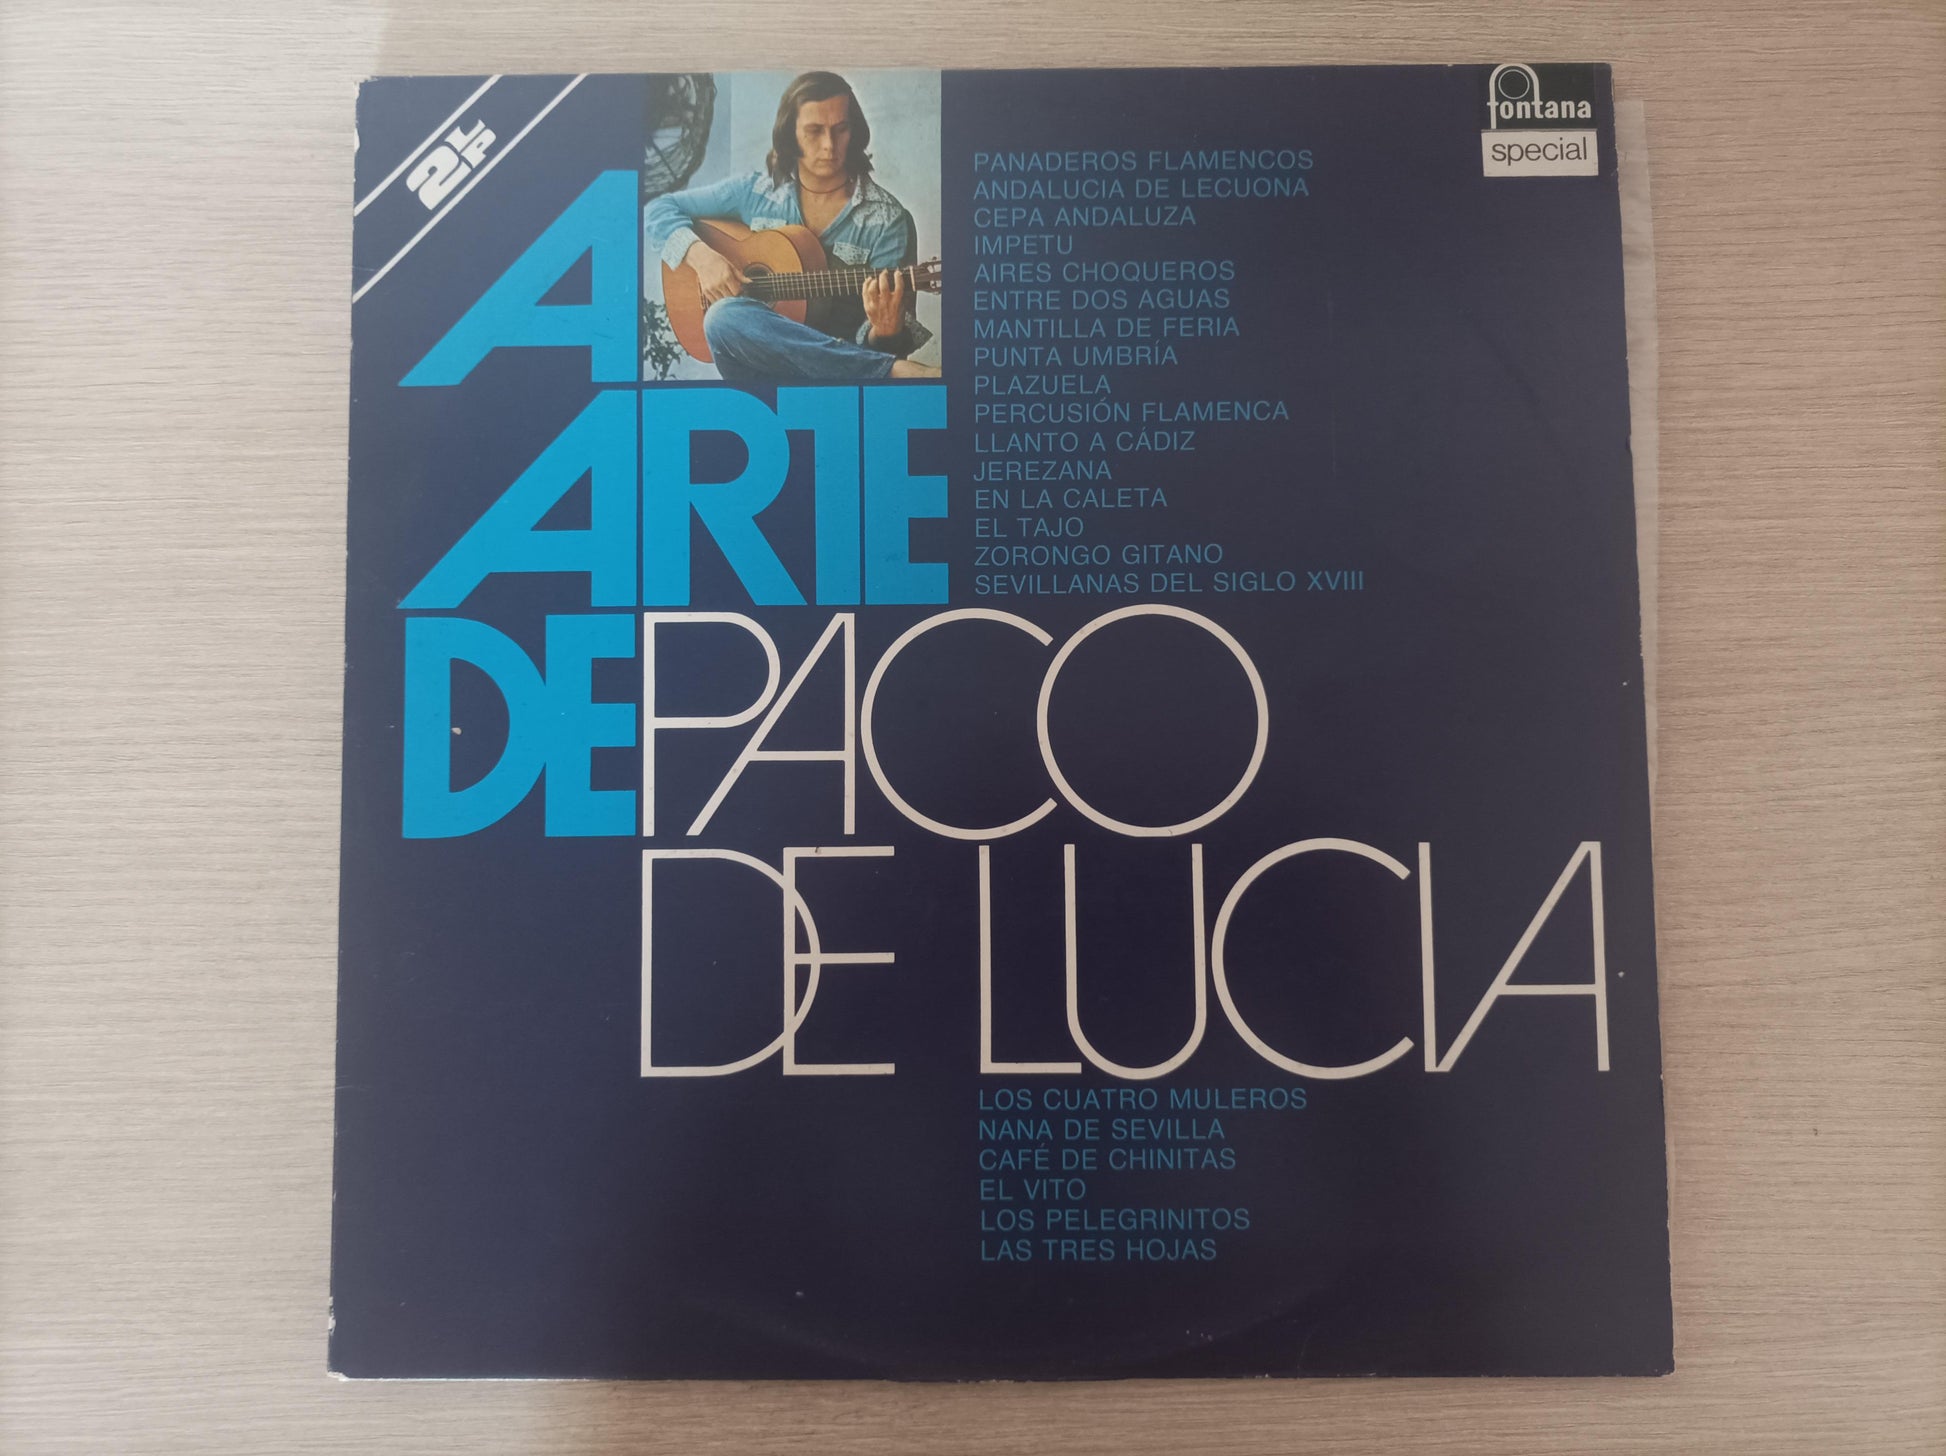 2 LP
fontana
special
PANADEROS FLAMENCOS
ANDALUCIA DE LECUONA
CEPA ANDALUZA
IMPETU
AIRES CHOQUEROS
ENTRE DOS AGUAS
MANTILLA DE FERIA
PUNTA UMBRÍA
PLAZUELA
PERCUSIÓN FLAMENCA
LLANTO A CÁDIZ
JEREZANA
EN LA CALETA
EL TAJO
ZORONGO GITANO
SEVILLANAS DEL SIGLO XVIII
A
ARTE
DE PACO
DE LUCIA
LOS CUATRO MULEROS
NANA DE SEVILLA
CAFÉ DE CHINITAS
EL VITO
LOS PELEGRINITOS
LAS TRES HOJAS